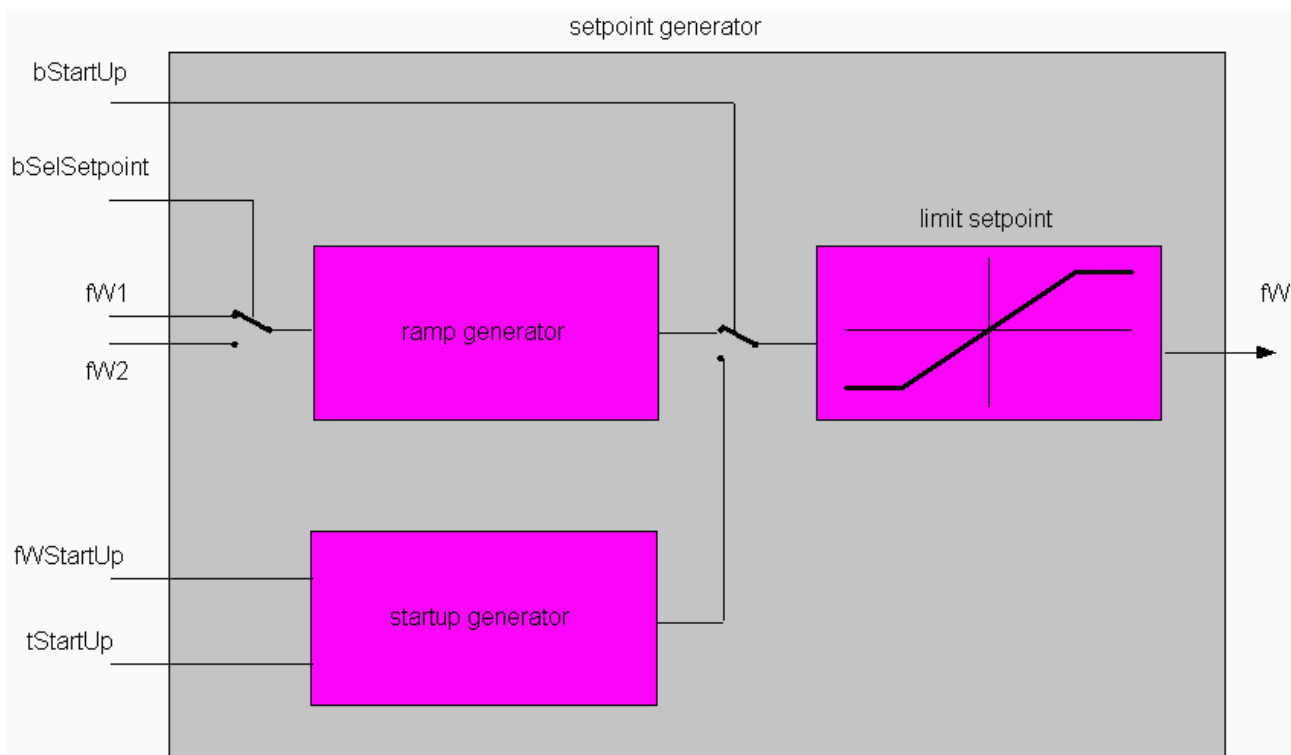 setpoint generator
bStartUp
bSelSetpoint
limit setpoint
fW1
fW
ramp generator
fW2
fWStartUp
startup generator
tStartUp